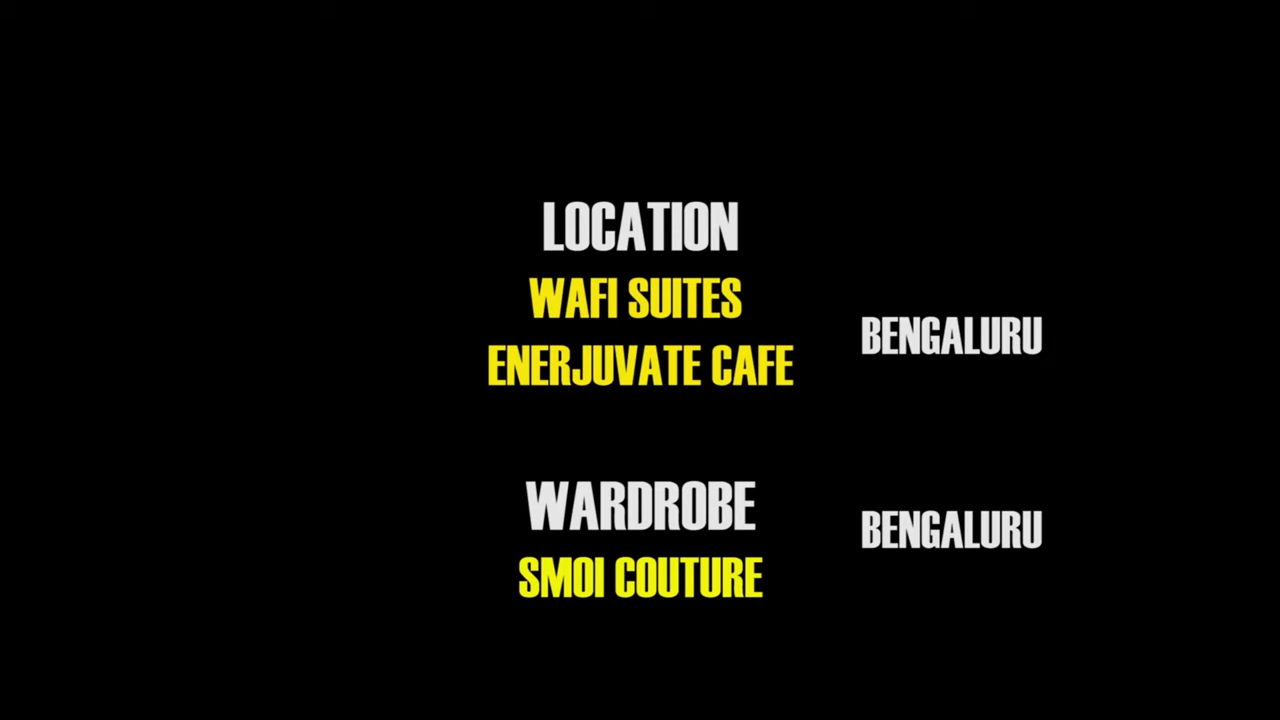 LOCATION
WAFI SUITES
BENGALURU
ENERJUVATE CAFE
WARDROBE
BENGALURU
SMOI COUTURE